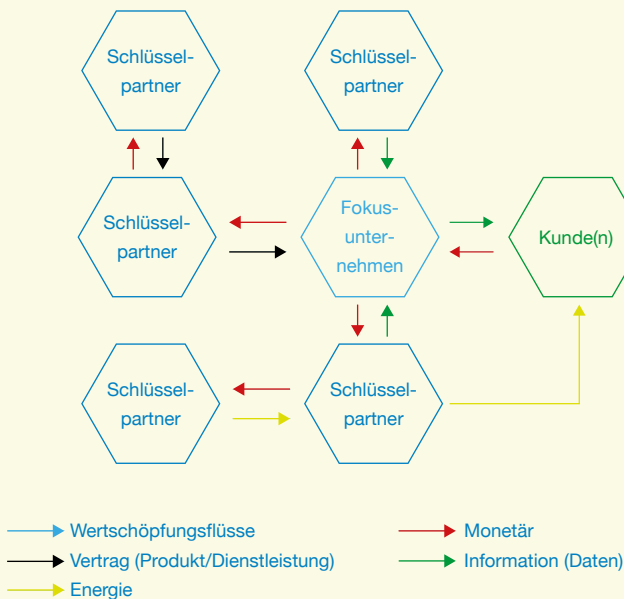 Schlüssel-
partner
Schlüssel-
partner
Schlüssel-
partner
Fokus-
unter-
nehmen
Kunde(n)
Schlüssel-
partner
Schlüssel-
partner
Wertschöpfungsflüsse
Monetär
Vertrag (Produkt/Dienstleistung)
Information (Daten)
Energie